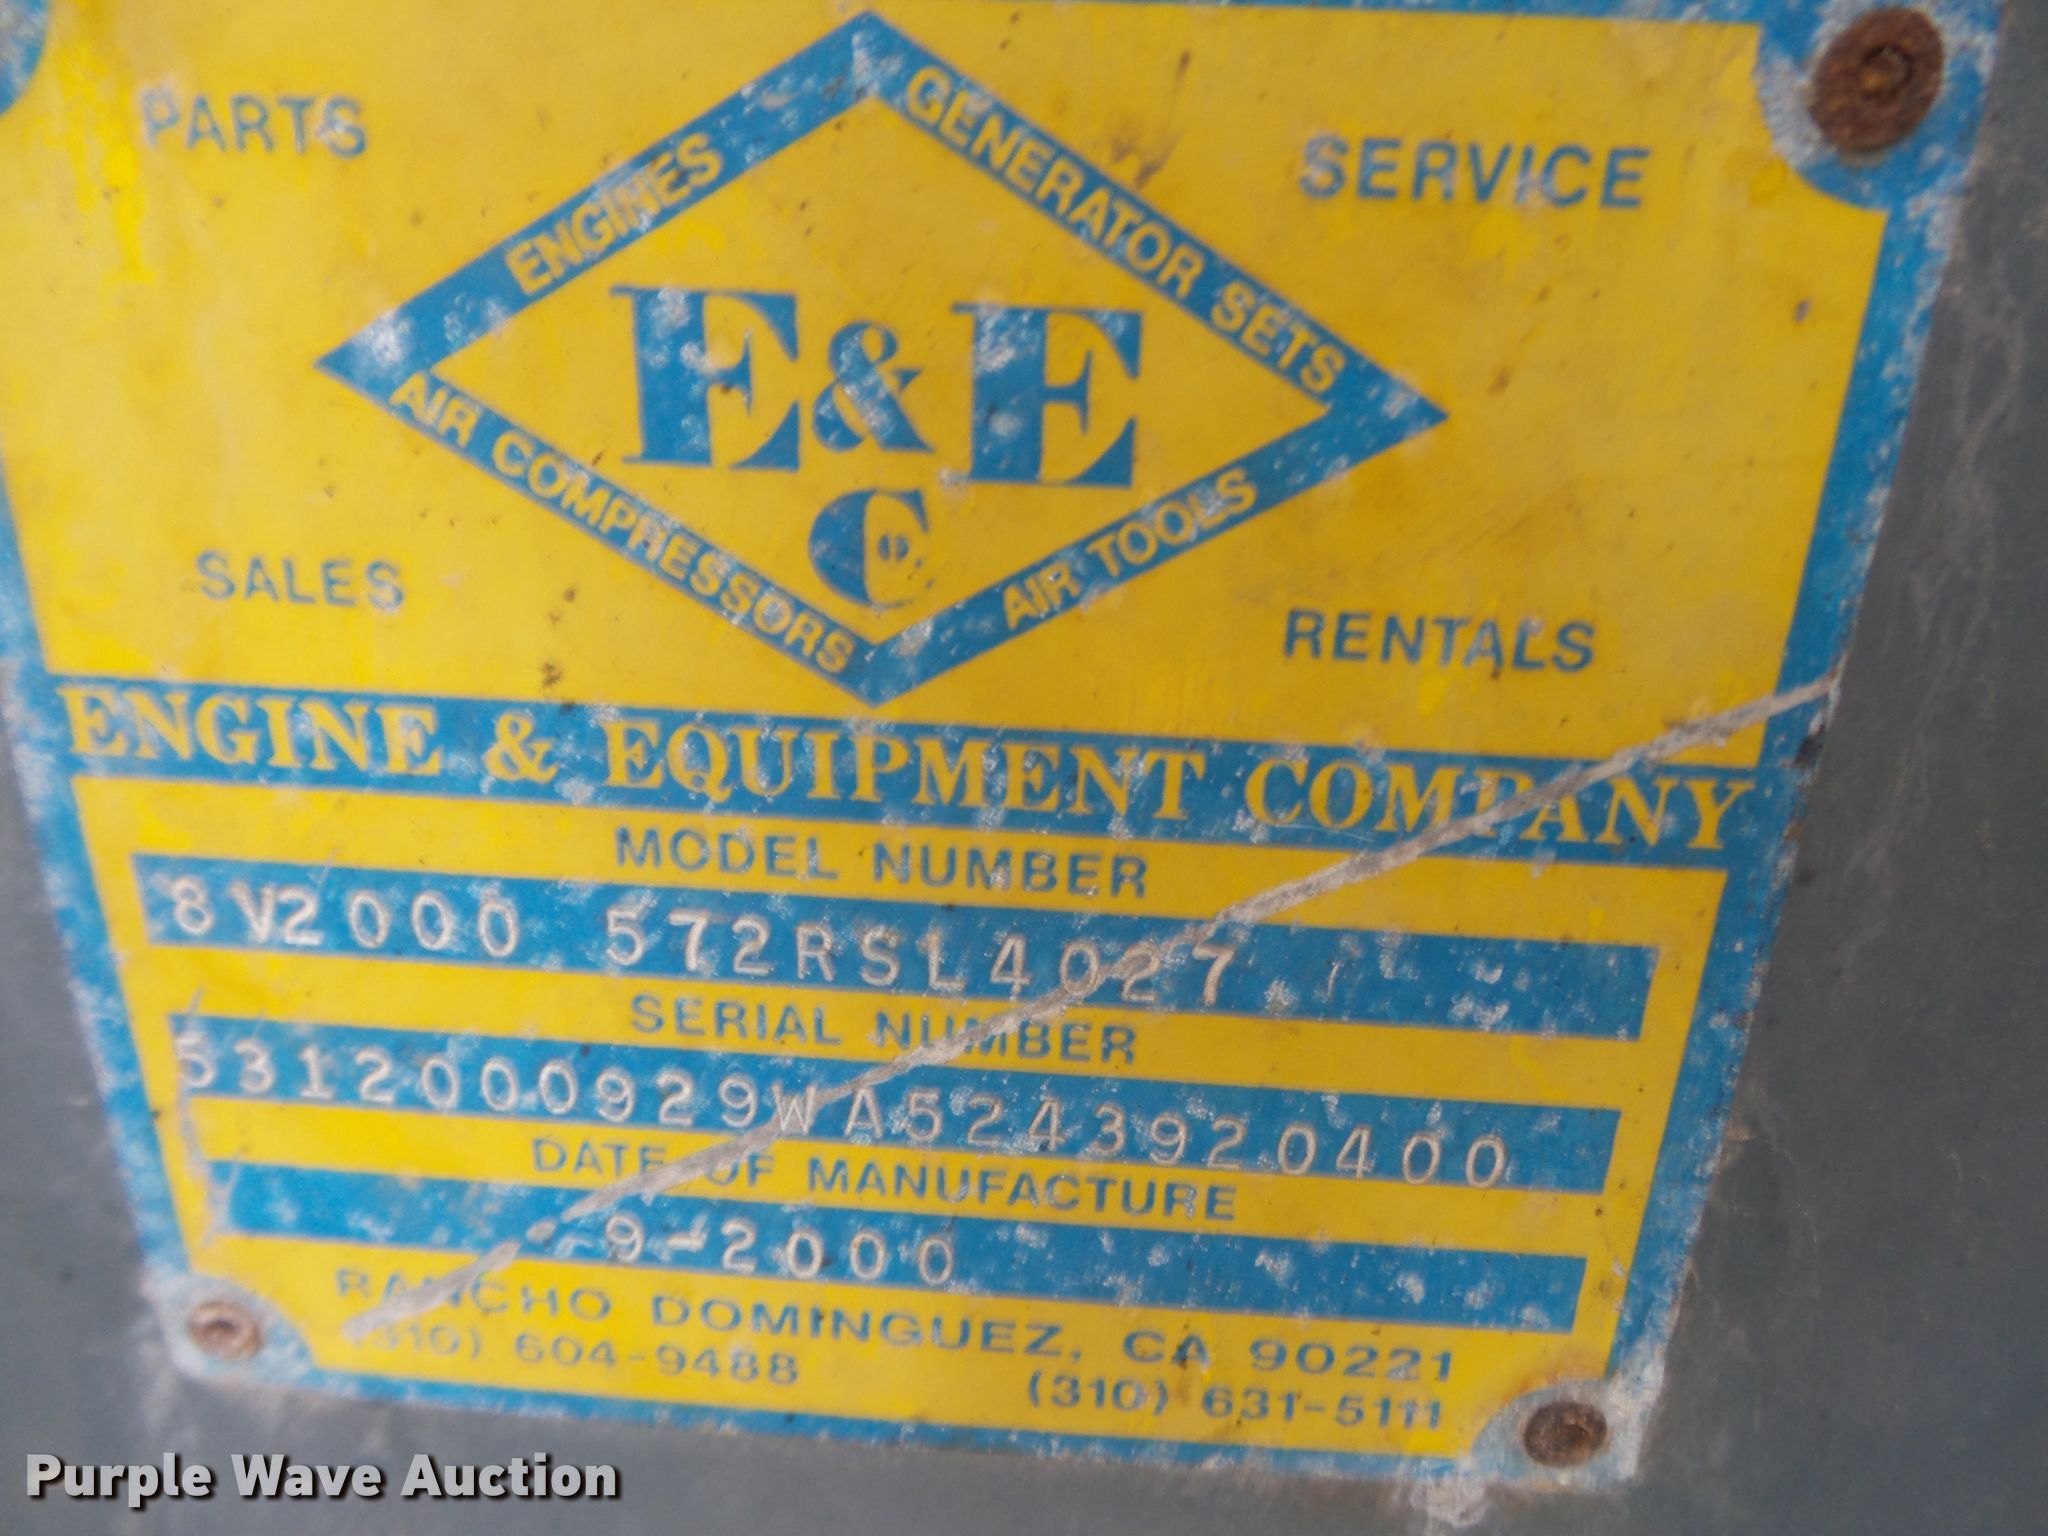 PARTS
SERVICE
ENGINES
GENERATOR SETS
E&E
C
AIR COMPRESSORS
AIR TOOLS
SALES
RENTALS
ENGINE & EQUIPMENT COMPANY
MODEL NUMBER
8V2000 572RSL4027
SERIAL NUMBER
5312000929WA5243920400
DATE OF MANUFACTURE
9-2000
RANCHO DOMINGUEZ, CA 90221
(310) 604-9488
(310) 631-5111
Purple Wave Auction